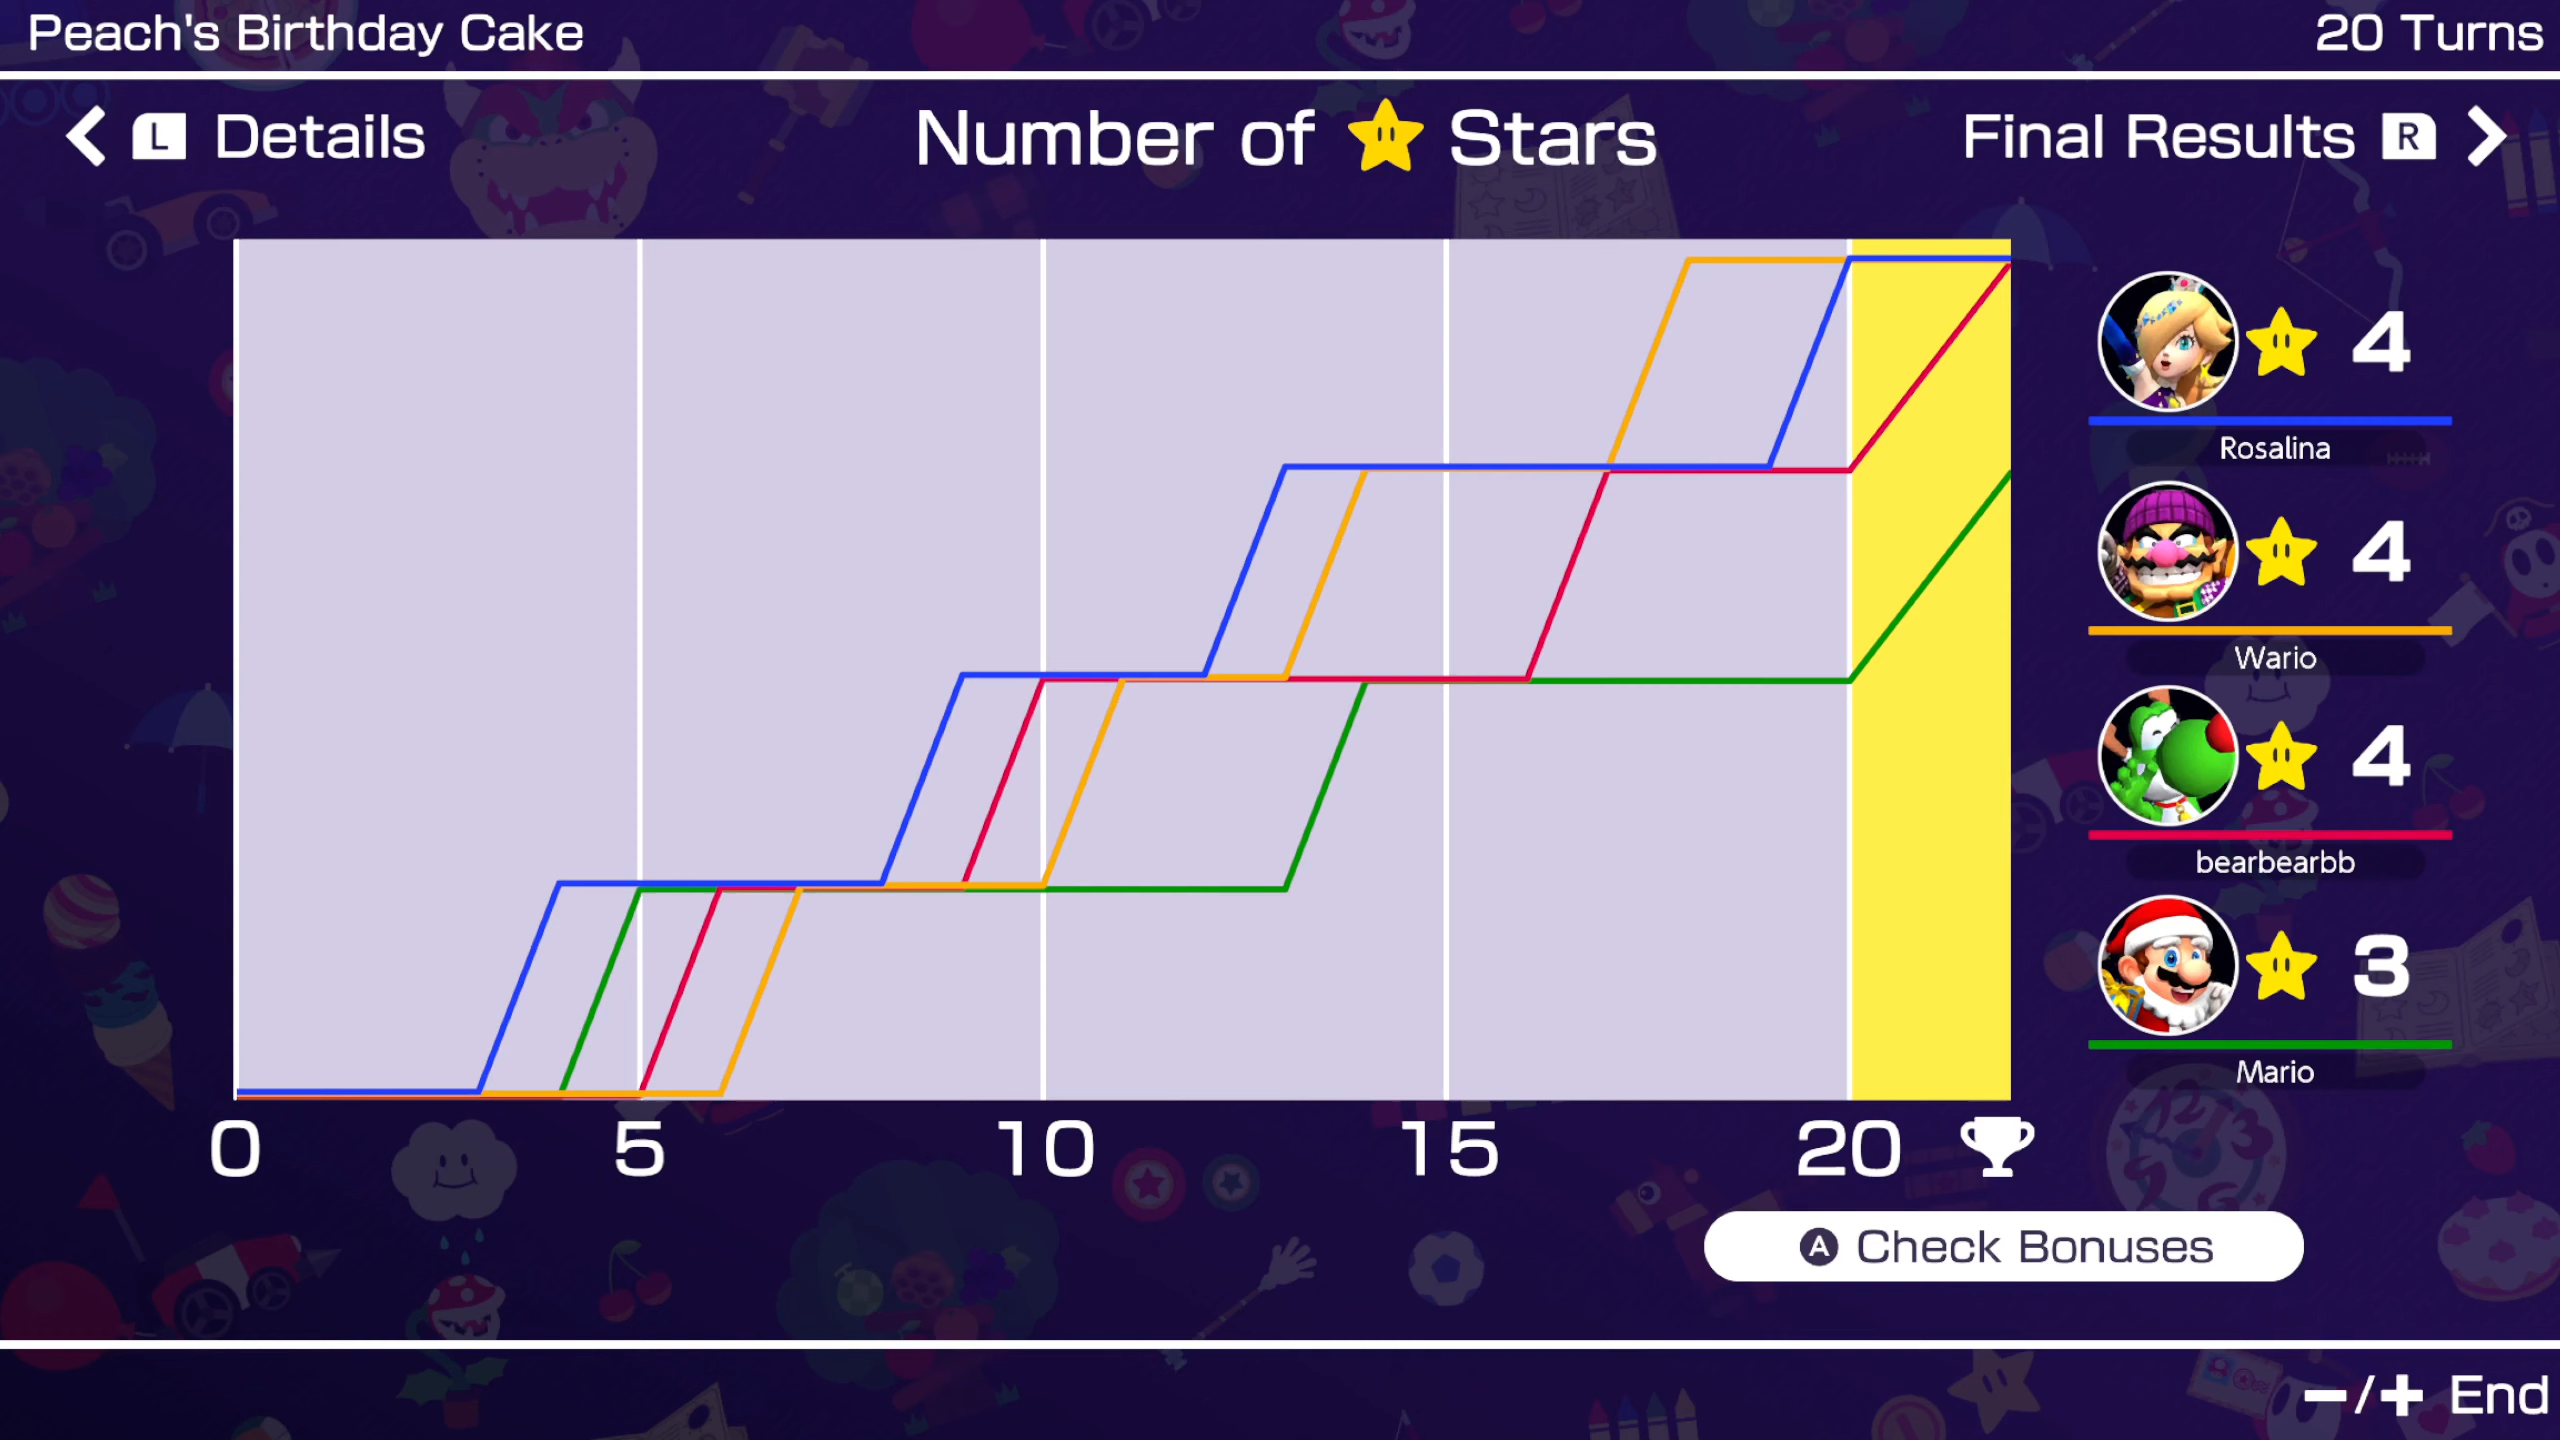 Peach's Birthday Cake
20 Turns
L Details
Number of Stars
Final Results R
4
Rosalina
4
Wario
4
bearbearbb
3
Mario
0 5 10 15 20
A Check Bonuses
-/+ End